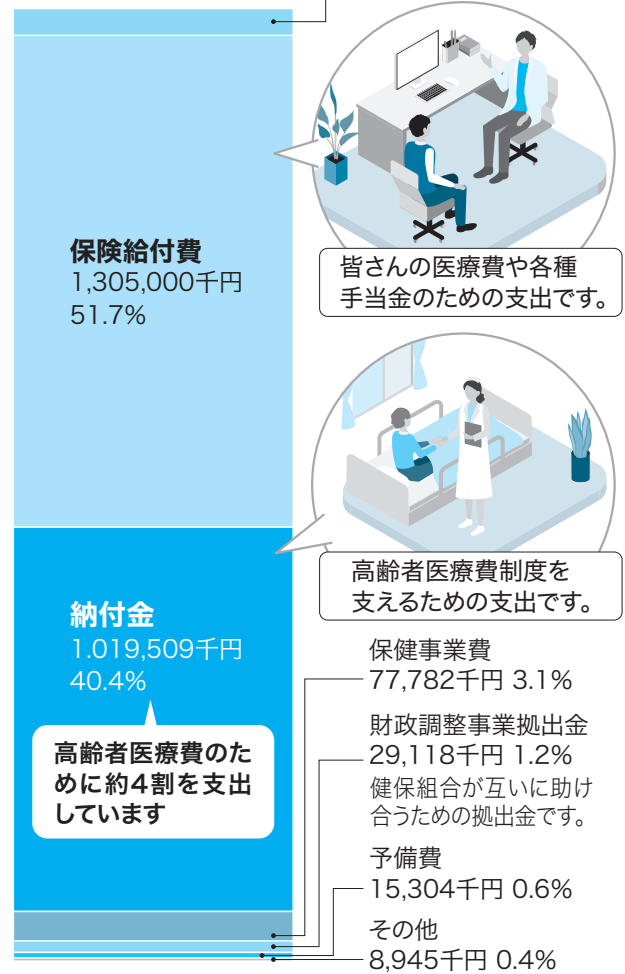 保険給付費
1,305,000千円
51.7%
皆さんの医療費や各種
手当金のための支出です。
納付金
1.019,509千円
40.4%
高齢者医療費のた
めに約4割を支出
しています
高齢者医療費制度を
支えるための支出です。
保健事業費
77,782千円 3.1%
財政調整事業拠出金
29,118千円 1.2%
健保組合が互いに助け
合うための拠出金です。
予備費
15,304千円 0.6%
その他
8,945千円 0.4%